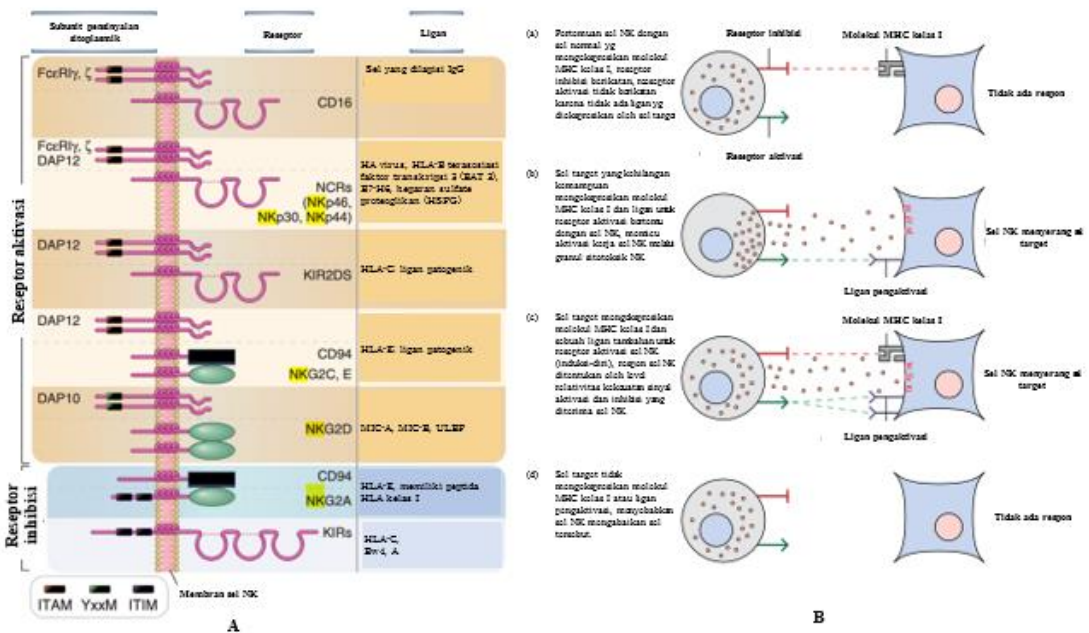 Subunit pensinyalan
sitoplasmik
Reseptor
Ligan
Reseptor aktivasi
FcεRIγ, ζ
CD16
Sel yang dilapisi IgG
FcεRIγ, ζ
DAP12
NCRs
(NKp46,
NKp30, NKp44)
HA virus, HLA-B terasosiasi
faktor transkripsi 3 (BAT 3),
B7-H6, heparan sulfate
proteoglikan (HSPG)
DAP12
KIR2DS
HLA-C, ligan patogenik
DAP12
CD94
NKG2C, E
HLA-E, ligan patogenik
DAP10
NKG2D
MIC-A, MIC-B, ULBP
Reseptor
inhibisi
CD94
NKG2A
HLA-E, memiliki peptida
HLA kelas I
KIRs
HLA-C,
Bw4, A
Membran sel NK
ITAM YxxM ITIM
A
(a) Pertemuan sel NK dengan
sel normal yg
mengekspresikan molekul
MHC kelas I, reseptor
inhibisi berikatan, reseptor
aktivasi tidak berikatan
karena tidak ada ligan yg
diekspresikan oleh sel target
Reseptor inhibisi
Molekul MHC kelas I
Reseptor aktivasi
Tidak ada respon
(b) Sel target yang kehilangan
kemampuan
mengekspresikan molekul
MHC kelas I dan ligan untuk
reseptor aktivasi bertemu
dengan sel NK, memicu
aktivasi kerja sel NK melalui
granul sitotoksik NK
Ligan pengaktivasi
Sel NK menyerang sel
target
(c) Sel target mengekspresikan
molekul MHC kelas I dan
sebuah ligan tambahan untuk
reseptor aktivasi sel NK
(induksi-diri), respon sel NK
ditentukan oleh level
relativitas kekuatan sinyal
aktivasi dan inhibisi yang
diterima sel NK
Molekul MHC kelas I
Ligan pengaktivasi
Sel NK menyerang sel
target
(d) Sel target tidak
mengekspresikan molekul
MHC kelas I atau ligan
pengaktivasi, menyebabkan
sel NK mengabaikan sel
tersebut.
Tidak ada respon
B